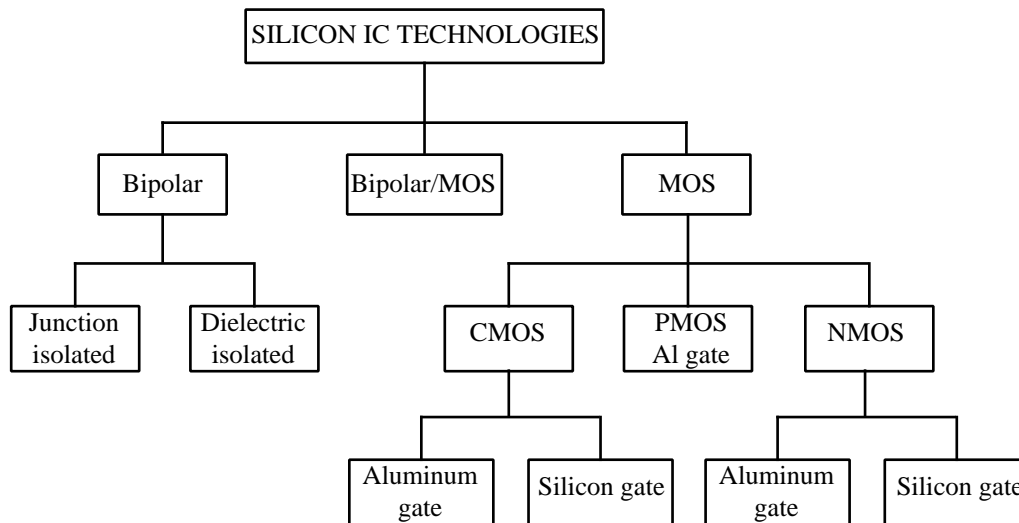 SILICON IC TECHNOLOGIES
Bipolar
Bipolar/MOS
MOS
Junction
isolated
Dielectric
isolated
CMOS
PMOS
Al gate
NMOS
Aluminum
gate
Silicon gate
Aluminum
gate
Silicon gate